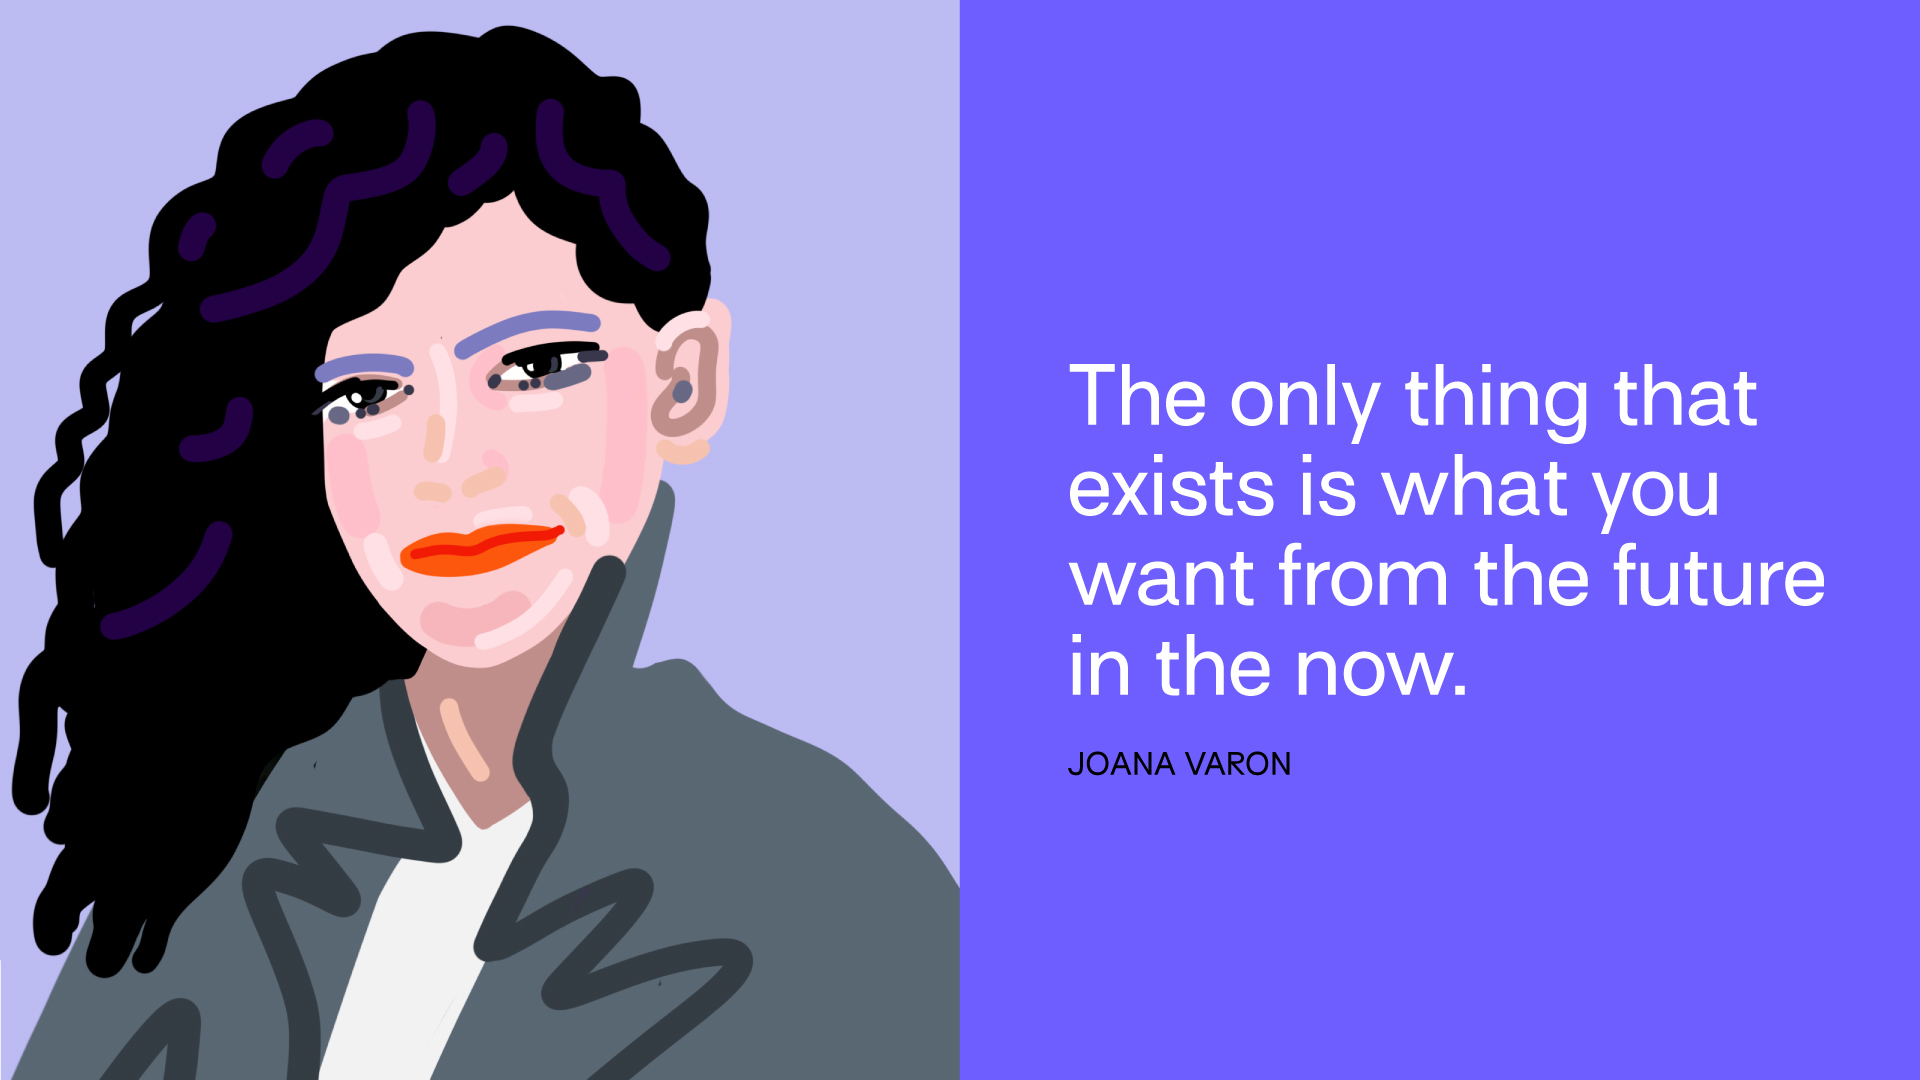 The only thing that
exists is what you
want from the future
in the now.
JOANA VARON